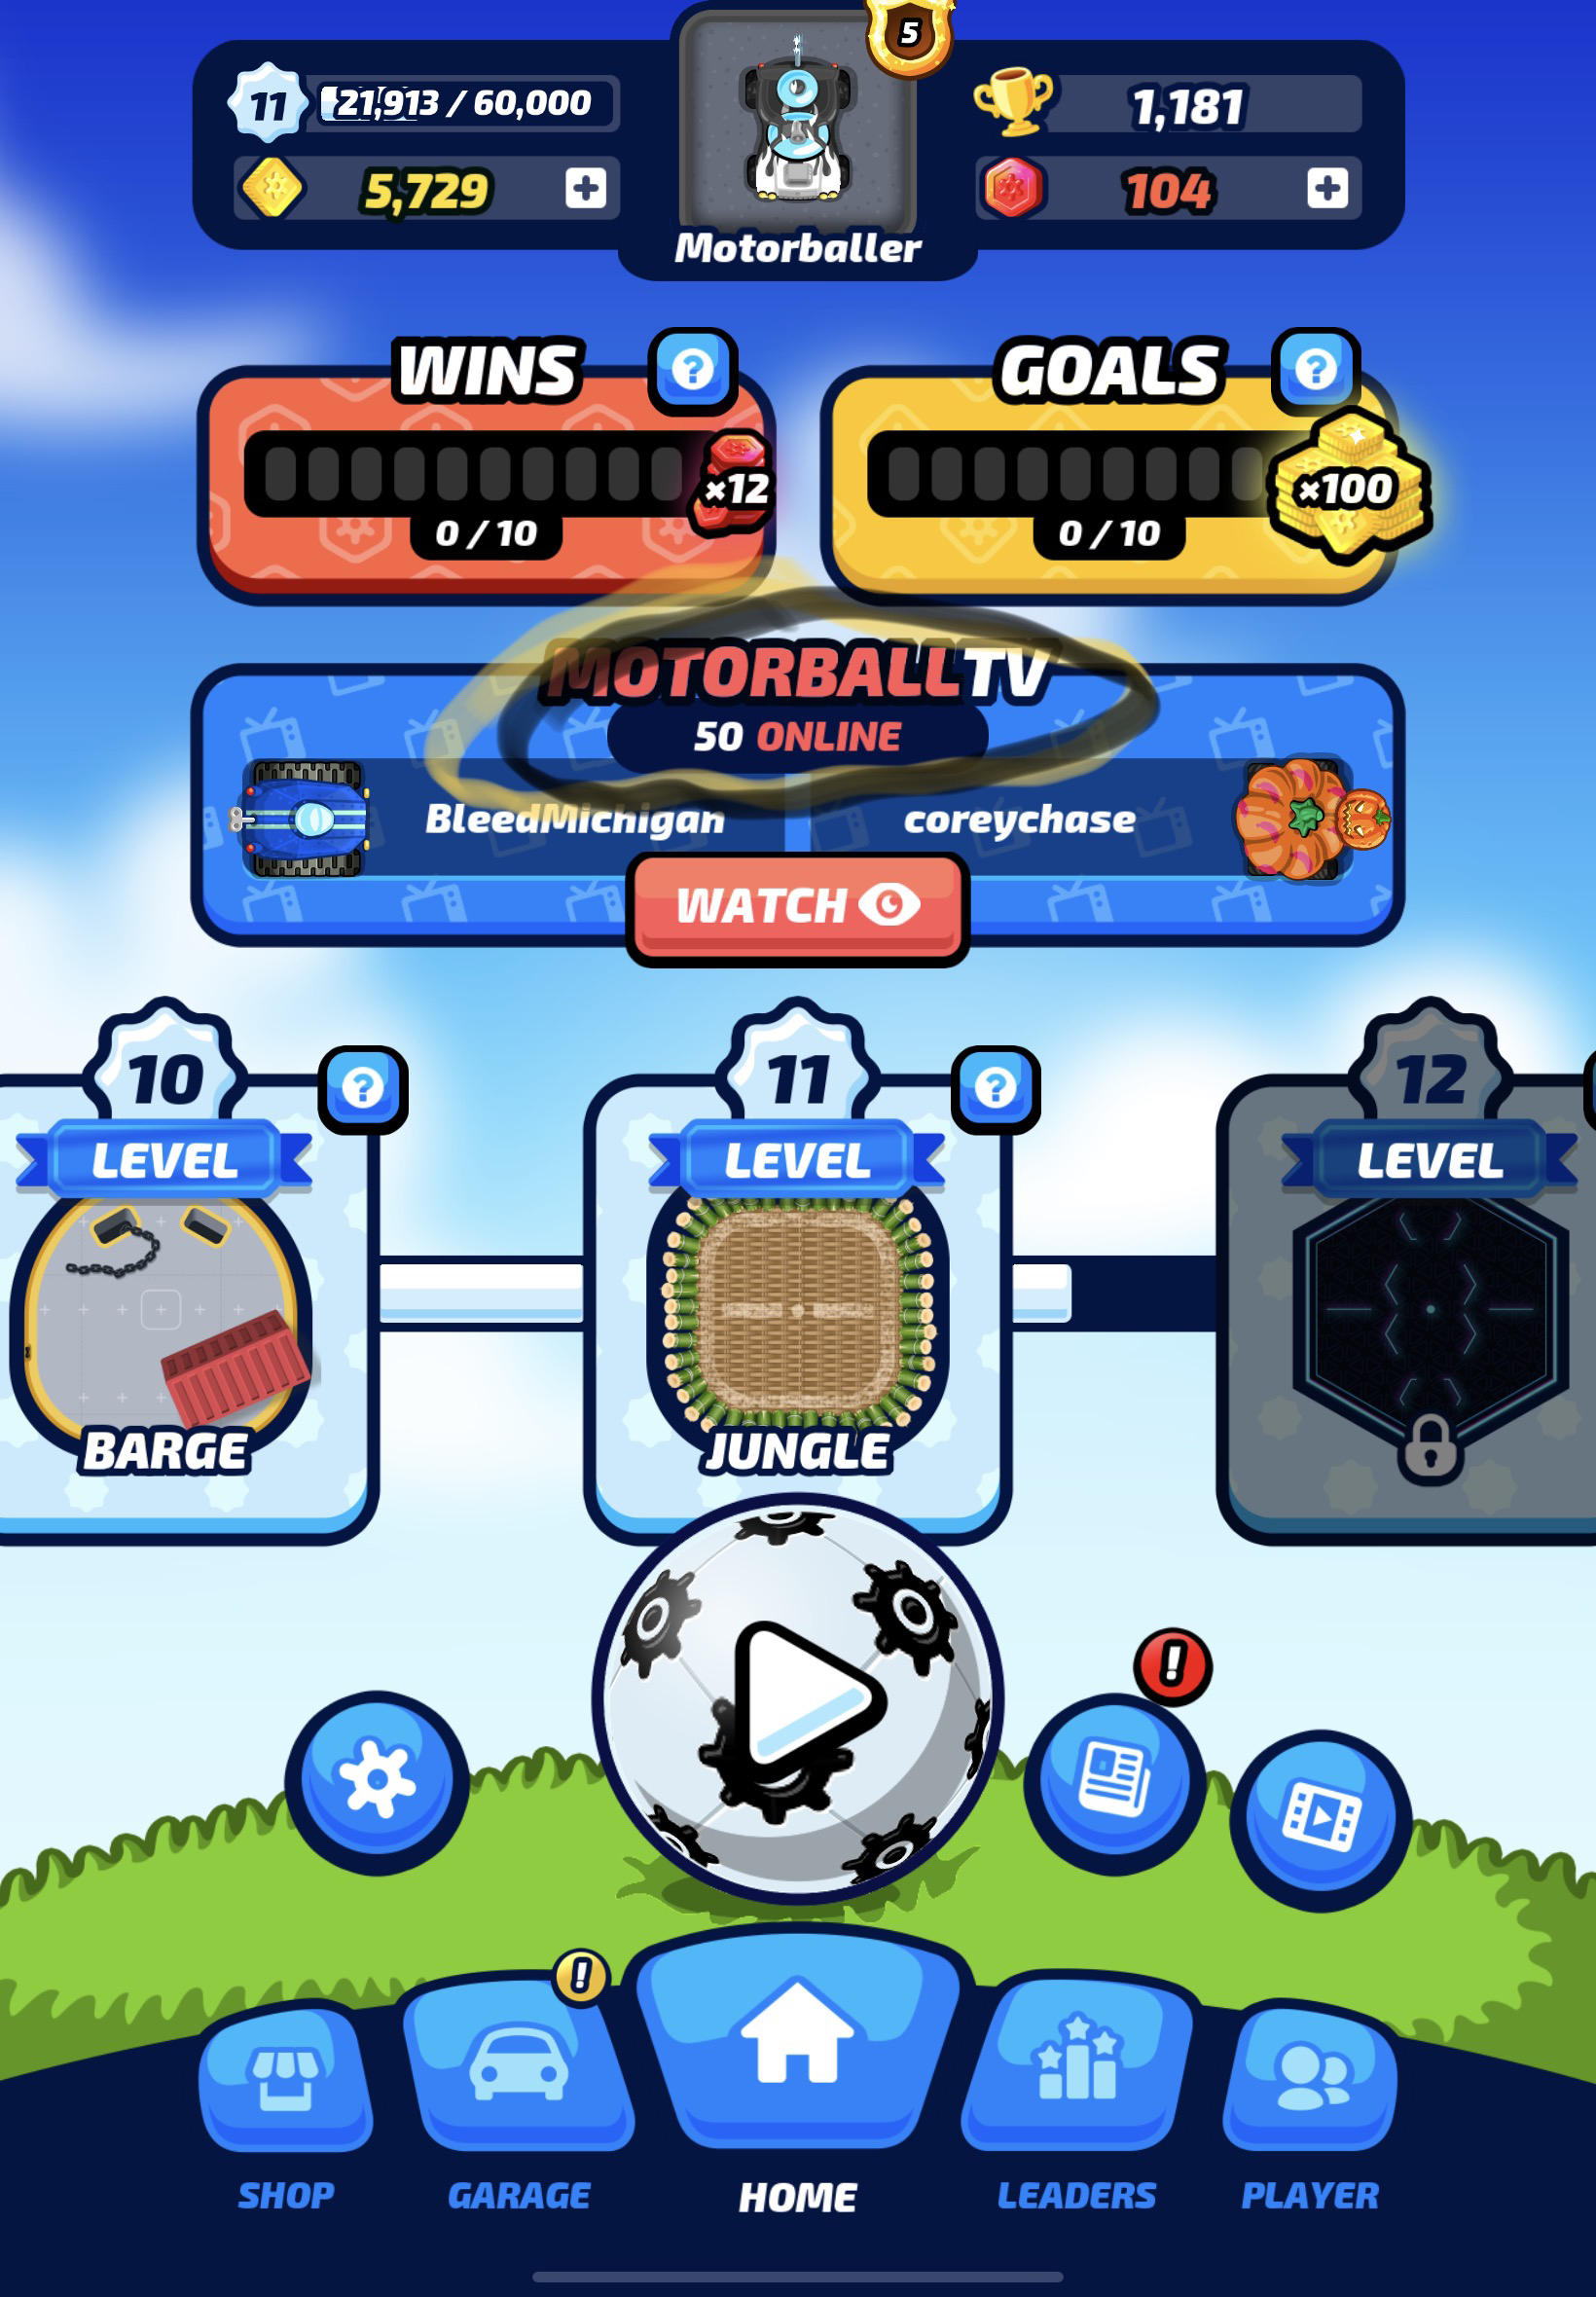 5
11 21,913 / 60,000
1,181
5,729
104
Motorballer
WINS
GOALS
×12
×100
0 / 10
0 / 10
MOTORBALLTV
50 ONLINE
BleedMichigan
coreychase
WATCH
10
11
12
LEVEL
LEVEL
LEVEL
BARGE
JUNGLE
SHOP
GARAGE
HOME
LEADERS
PLAYER